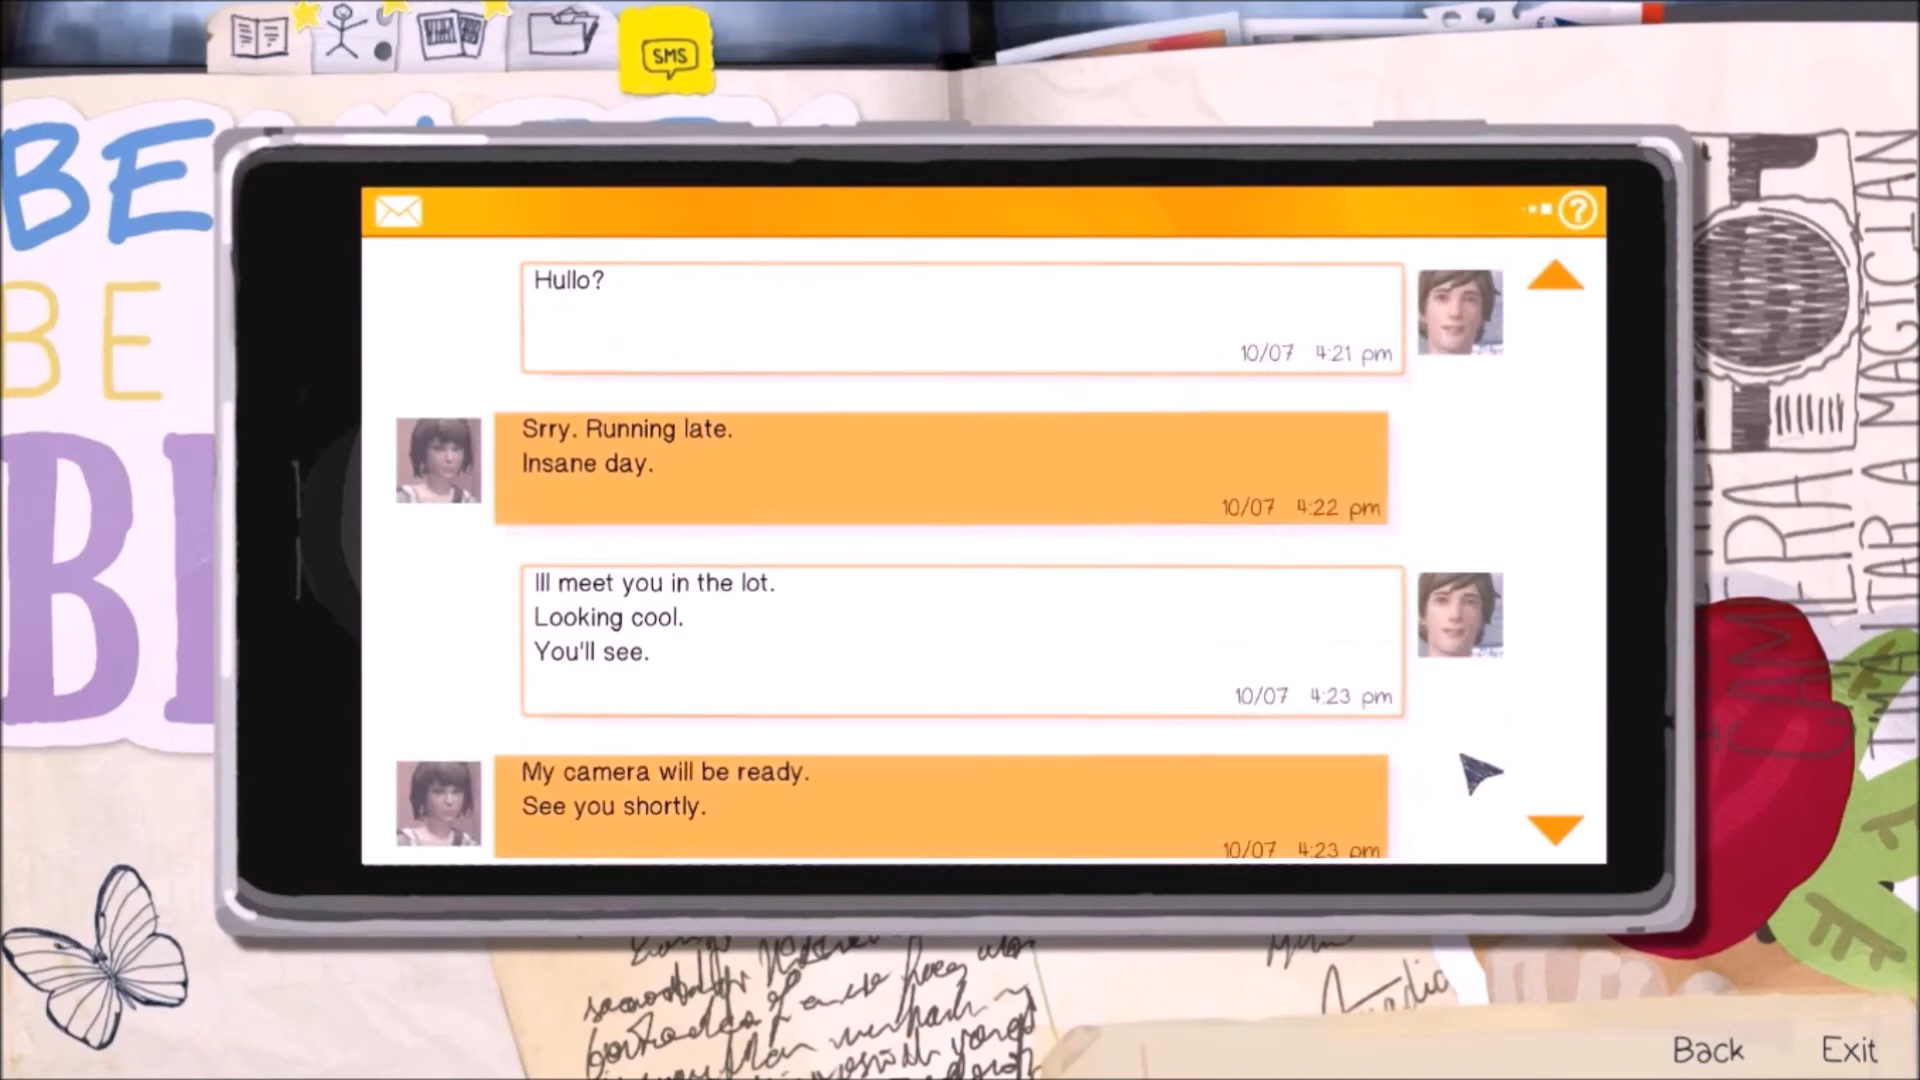 SMS
BE
BE
Hullo?
10/07 4:21 pm
Srry. Running late.
Insane day.
10/07 4:22 pm
Ill meet you in the lot.
Looking cool.
You'll see.
10/07 4:23 pm
My camera will be ready.
See you shortly.
10/07 4:23 pm
MAGICIAN
CAMERA
Back
Exit